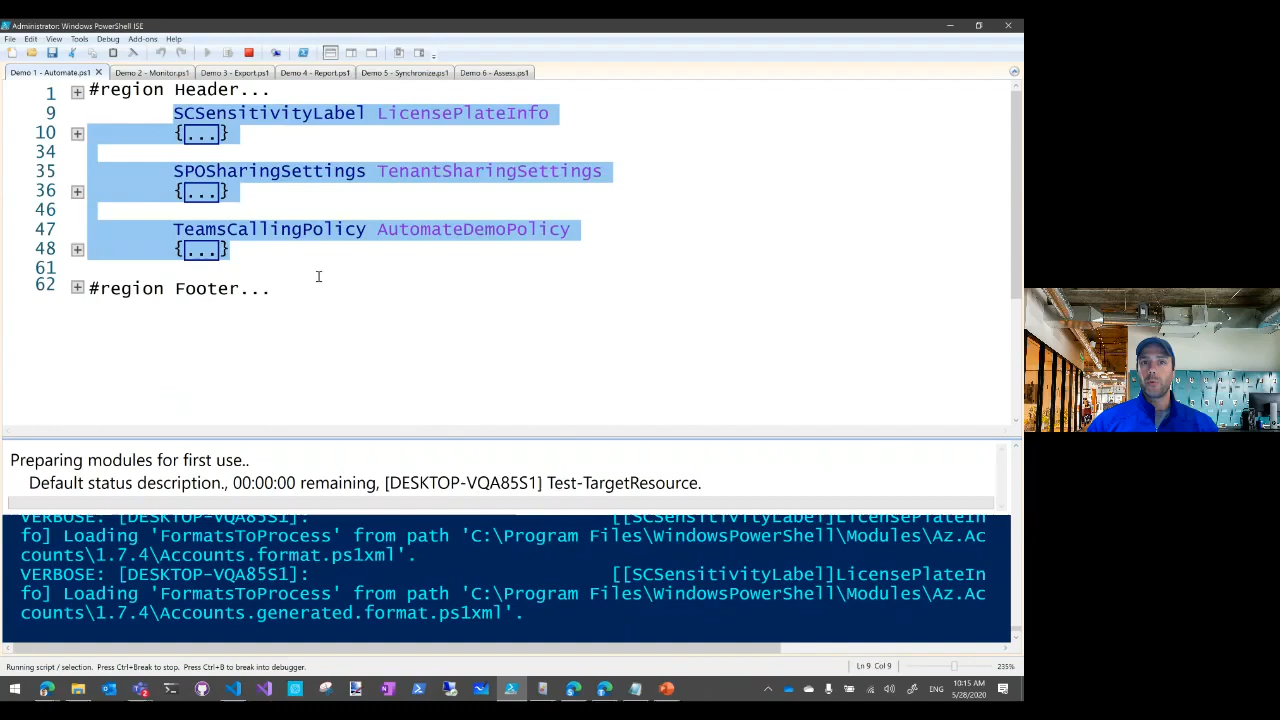 Administrator: Windows PowerShell ISE
File Edit View Tools Debug Add-ons Help
Demo 1 - Automate.ps1 Demo 2 - Monitor.ps1 Demo 3 - Export.ps1 Demo 4 - Report.ps1 Demo 5 - Synchronize.ps1 Demo 6 - Assess.ps1
1 #region Header...
9 SCSensitivityLabel LicensePlateInfo
10 {...}
34
35 SPOSharingSettings TenantSharingSettings
36 {...}
46
47 TeamsCallingPolicy AutomateDemoPolicy
48 {...}
61
62 #region Footer...
Preparing modules for first use..
Default status description., 00:00:00 remaining, [DESKTOP-VQA85S1] Test-TargetResource.
VERBOSE: [DESKTOP-VQA85S1]: [[SCSensitivityLabel]LicensePlateIn
fo] Loading 'FormatsToProcess' from path 'C:\Program Files\WindowsPowerShell\Modules\Az.Ac
counts\1.7.4\Accounts.format.ps1xml'.
VERBOSE: [DESKTOP-VQA85S1]: [[SCSensitivityLabel]LicensePlateIn
fo] Loading 'FormatsToProcess' from path 'C:\Program Files\WindowsPowerShell\Modules\Az.Ac
counts\1.7.4\Accounts.generated.format.ps1xml'.
Running script / selection. Press Ctrl+Break to stop. Press Ctrl+B to break into debugger. Ln 9 Col 9 235%
ENG
10:15 AM
5/28/2020